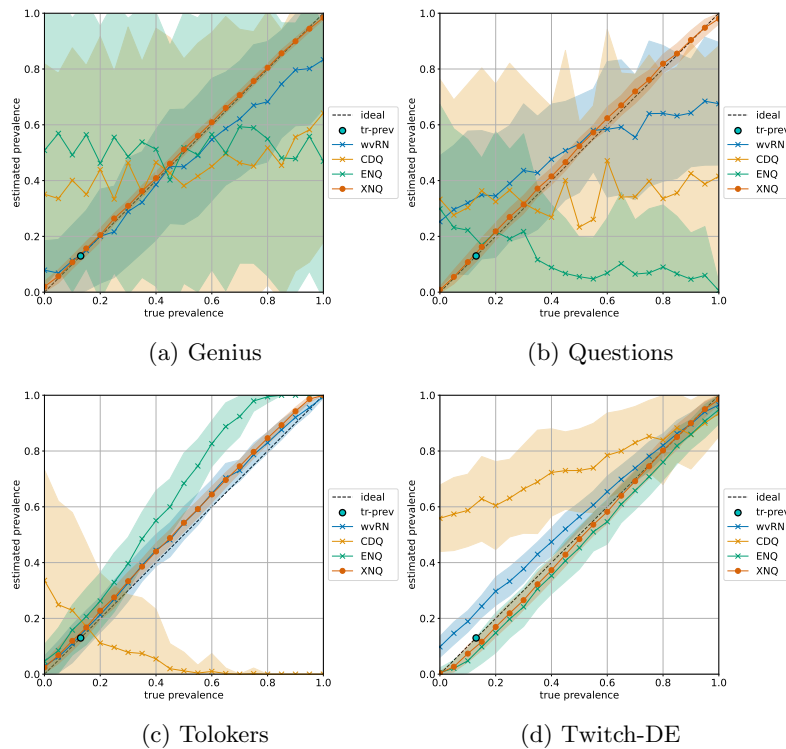 1.0
0.8
0.6
0.4
0.2
0.0
0.0 0.2 0.4 0.6 0.8 1.0
estimated prevalence
true prevalence
ideal
tr-prev
wvRN
CDQ
ENQ
XNQ
(a) Genius
1.0
0.8
0.6
0.4
0.2
0.0
0.0 0.2 0.4 0.6 0.8 1.0
estimated prevalence
true prevalence
ideal
tr-prev
wvRN
CDQ
ENQ
XNQ
(b) Questions
1.0
0.8
0.6
0.4
0.2
0.0
0.0 0.2 0.4 0.6 0.8 1.0
estimated prevalence
true prevalence
ideal
tr-prev
wvRN
CDQ
ENQ
XNQ
(c) Tolokers
1.0
0.8
0.6
0.4
0.2
0.0
0.0 0.2 0.4 0.6 0.8 1.0
estimated prevalence
true prevalence
ideal
tr-prev
wvRN
CDQ
ENQ
XNQ
(d) Twitch-DE